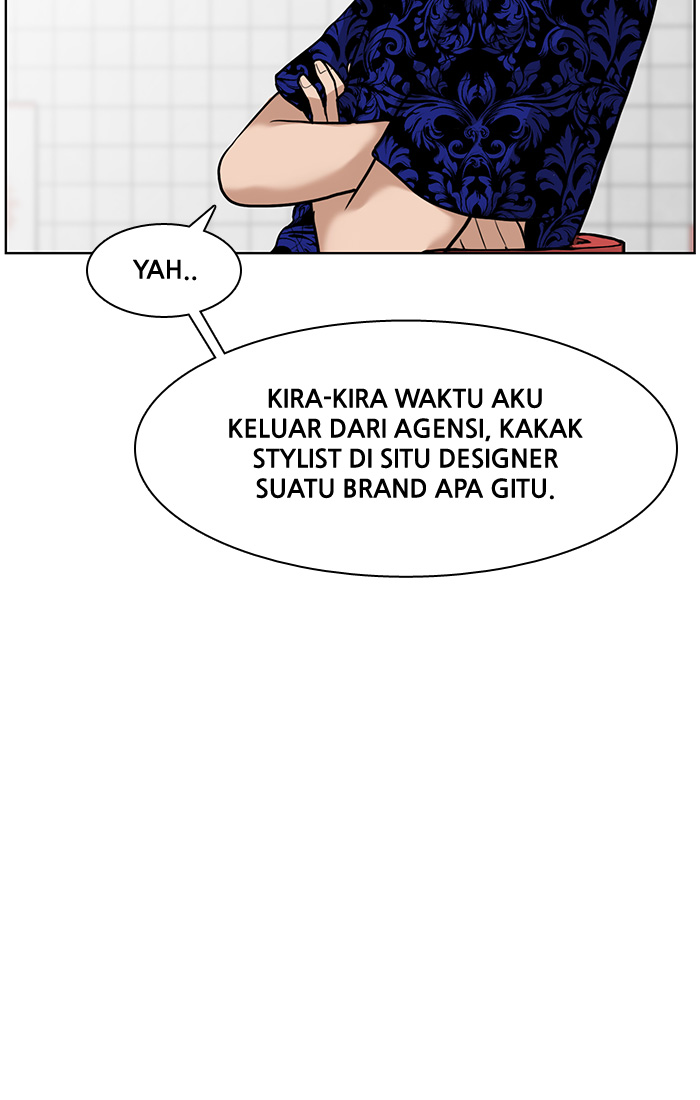 YAH..
KIRA-KIRA WAKTU AKU
KELUAR DARI AGENSI, KAKAK
STYLIST DI SITU DESIGNER
SUATU BRAND APA GITU.